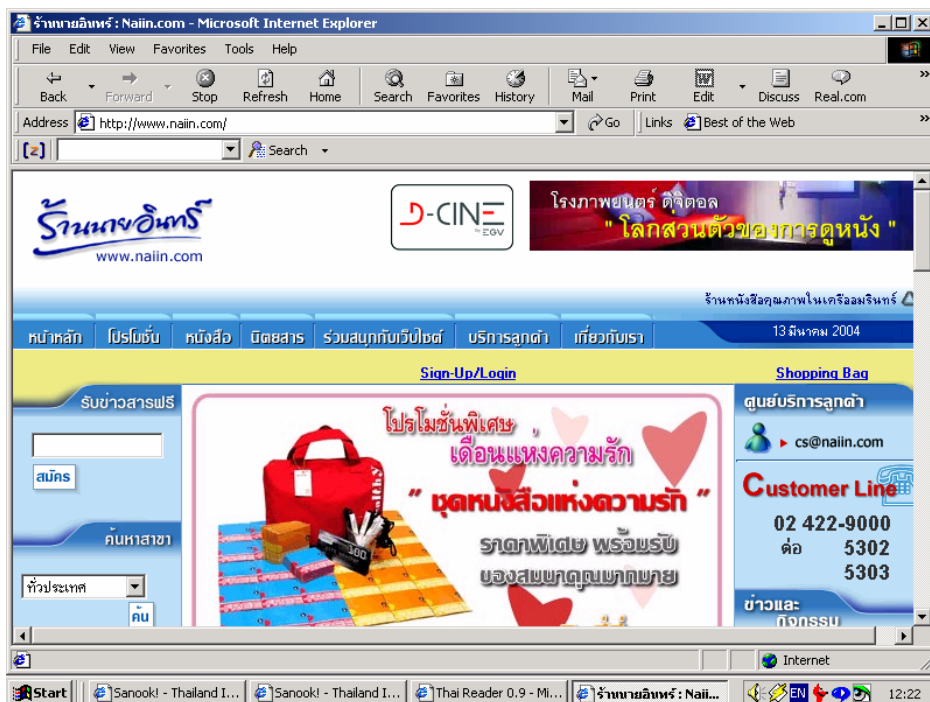 ร้านนายอินทร์ : Naiin.com - Microsoft Internet Explorer
File Edit View Favorites Tools Help
Back Forward Stop Refresh Home Search Favorites History Mail Print Edit Discuss Real.com
Address http://www.naiin.com/ Go Links Best of the Web
[z] Search
ร้านนายอินทร์
www.naiin.com
D-CINE
by EGV
โรงภาพยนตร์ ดิจิตอล
" โลกส่วนตัวของการดูหนัง "
ร้านหนังสือคุณภาพในเครืออมรินทร์
หน้าหลัก โปรโมชั่น หนังสือ นิตยสาร ร่วมสนุกกับเว็บไซต์ บริการลูกค้า เกี่ยวกับเรา 13 มีนาคม 2004
Sign-Up/Login Shopping Bag
รับข่าวสารฟรี
สมัคร
ค้นหาสาขา
ทั่วประเทศ
ค้น
โปรโมชั่นพิเศษ
เดือนแห่งความรัก
" ชุดหนังสือแห่งความรัก "
ราคาพิเศษ พร้อมรับ
ของสมนาคุณมากมาย
ศูนย์บริการลูกค้า
cs@naiin.com
Customer Line
02 422-9000
ต่อ 5302
5303
ข่าวและ
กิจกรรม
Internet
Start Sanook! - Thailand I... Sanook! - Thailand I... Thai Reader 0.9 - Mi... ร้านนายอินทร์ : Naii... EN 12:22